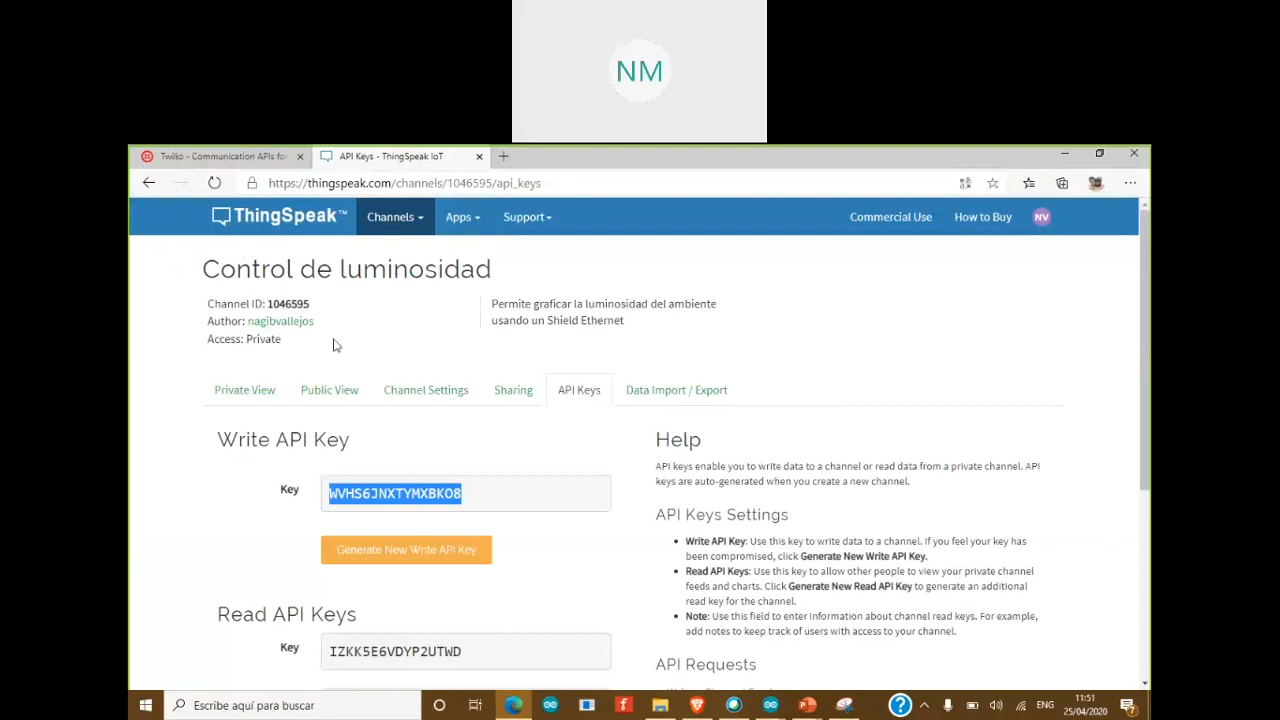 NM
Twilio - Communication APIs for
API Keys - ThingSpeak IoT
https://thingspeak.com/channels/1046595/api_keys
ThingSpeak™
Channels
Apps
Support
Commercial Use
How to Buy
NV
Control de luminosidad
Channel ID: 1046595
Author: nagibvallejos
Access: Private
Permite graficar la luminosidad del ambiente
usando un Shield Ethernet
Private View
Public View
Channel Settings
Sharing
API Keys
Data Import / Export
Write API Key
Key
WVHS6JNXTYMXBKO8
Generate New Write API Key
Read API Keys
Key
IZKK5E6VDYP2UTWD
Help
API keys enable you to write data to a channel or read data from a private channel. API
keys are auto-generated when you create a new channel.
API Keys Settings
Write API Key: Use this key to write data to a channel. If you feel your key has
been compromised, click Generate New Write API Key.
Read API Keys: Use this key to allow other people to view your private channel
feeds and charts. Click Generate New Read API Key to generate an additional
read key for the channel.
Note: Use this field to enter information about channel read keys. For example,
add notes to keep track of users with access to your channel.
API Requests
Escribe aquí para buscar
ENG
11:51
25/04/2020
7